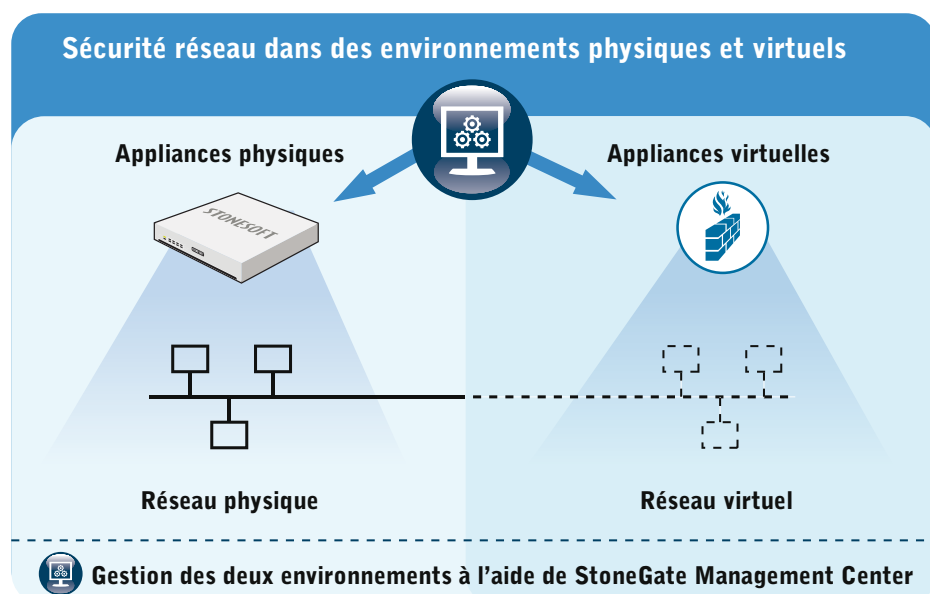 Sécurité réseau dans des environnements physiques et virtuels
Appliances physiques
Appliances virtuelles
STONESOFT
Réseau physique
Réseau virtuel
Gestion des deux environnements à l'aide de StoneGate Management Center